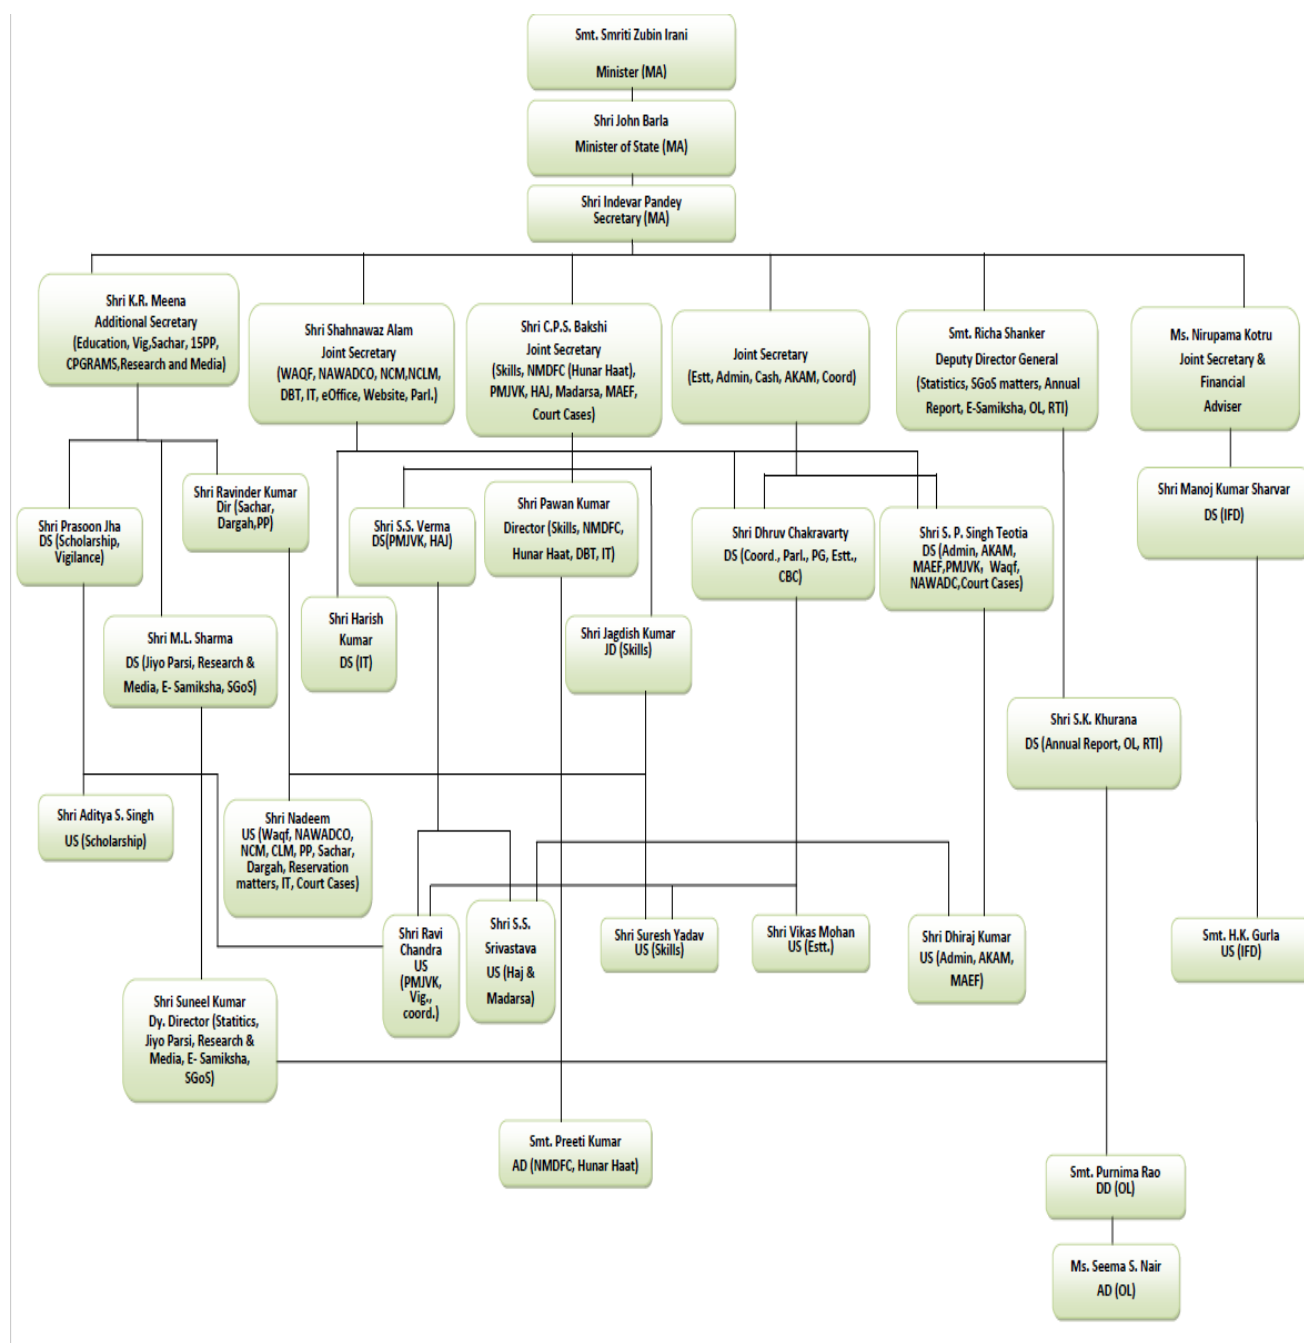 Smt. Smriti Zubin Irani
Minister (MA)
Shri John Barla
Minister of State (MA)
Shri Indevar Pandey
Secretary (MA)
Shri K.R. Meena
Additional Secretary
(Education, Vig,Sachar, 15PP,
CPGRAMS,Research and Media)
Shri Shahnawaz Alam
Joint Secretary
(WAQF, NAWADCO, NCM,NCLM,
DBT, IT, eOffice, Website, Parl.)
Shri C.P.S. Bakshi
Joint Secretary
(Skills, NMDFC (Hunar Haat),
PMJVK, HAJ, Madarsa, MAEF,
Court Cases)
Joint Secretary
(Estt, Admin, Cash, AKAM, Coord)
Smt. Richa Shanker
Deputy Director General
(Statistics, SGoS matters, Annual
Report, E-Samiksha, OL, RTI)
Ms. Nirupama Kotru
Joint Secretary &
Financial
Adviser
Shri Prasoon Jha
DS (Scholarship,
Vigilance)
Shri Ravinder Kumar
Dir (Sachar,
Dargah,PP)
Shri S.S. Verma
DS(PMJVK, HAJ)
Shri Pawan Kumar
Director (Skills, NMDFC,
Hunar Haat, DBT, IT)
Shri Dhruv Chakravarty
DS (Coord., Parl., PG, Estt.,
CBC)
Shri S. P. Singh Teotia
DS (Admin, AKAM,
MAEF,PMJVK, Waqf,
NAWADC,Court Cases)
Shri Manoj Kumar Sharvar
DS (IFD)
Shri M.L. Sharma
DS (Jiyo Parsi, Research &
Media, E- Samiksha, SGoS)
Shri Harish
Kumar
DS (IT)
Shri Jagdish Kumar
JD (Skills)
Shri S.K. Khurana
DS (Annual Report, OL, RTI)
Shri Aditya S. Singh
US (Scholarship)
Shri Nadeem
US (Waqf, NAWADCO,
NCM, CLM, PP, Sachar,
Dargah, Reservation
matters, IT, Court Cases)
Shri Ravi
Chandra
US
(PMJVK,
Vig.,
coord.)
Shri S.S.
Srivastava
US (Haj &
Madarsa)
Shri Suresh Yadav
US (Skills)
Shri Vikas Mohan
US (Estt.)
Shri Dhiraj Kumar
US (Admin, AKAM,
MAEF)
Smt. H.K. Gurla
US (IFD)
Shri Suneel Kumar
Dy. Director (Statitics,
Jiyo Parsi, Research &
Media, E- Samiksha,
SGoS)
Smt. Preeti Kumar
AD (NMDFC, Hunar Haat)
Smt. Purnima Rao
DD (OL)
Ms. Seema S. Nair
AD (OL)